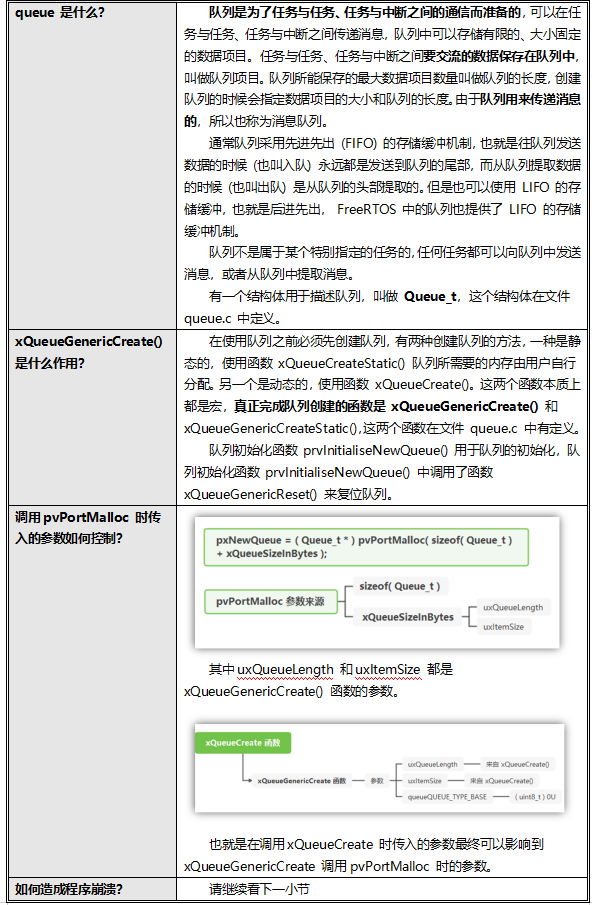 queue 是什么？
队列是为了任务与任务、任务与中断之间的通信而准备的，可以在任
务与任务、任务与中断之间传递消息，队列中可以存储有限的、大小固定
的数据项目。任务与任务、任务与中断之间要交流的数据保存在队列中，
叫做队列项目。队列所能保存的最大数据项目数量叫做队列的长度，创建
队列的时候会指定数据项目的大小和队列的长度。由于队列用来传递消息
的，所以也称为消息队列。
通常队列采用先进先出 (FIFO) 的存储缓冲机制，也就是往队列发送
数据的时候（也叫入队）永远都是发送到队列的尾部，而从队列提取数据
的时候（也叫出队）是从队列的头部提取的。但是也可以使用 LIFO 的存
储缓冲，也就是后进先出， FreeRTOS 中的队列也提供了 LIFO 的存储
缓冲机制。
队列不是属于某个特别指定的任务的，任何任务都可以向队列中发送
消息，或者从队列中提取消息。
有一个结构体用于描述队列，叫做 Queue_t，这个结构体在文件
queue.c 中定义。
xQueueGenericCreate()
是什么作用？
在使用队列之前必须先创建队列，有两种创建队列的方法，一种是静
态的，使用函数 xQueueCreateStatic() 队列所需要的内存由用户自行
分配。另一个是动态的，使用函数 xQueueCreate()。这两个函数本质上
都是宏，真正完成队列创建的函数是 xQueueGenericCreate() 和
xQueueGenericCreateStatic()，这两个函数在文件 queue.c 中有定义。
队列初始化函数 prvInitialiseNewQueue() 用于队列的初始化，队
列初始化函数 prvInitialiseNewQueue() 中调用了函数
xQueueGenericReset() 来复位队列。
调用 pvPortMalloc 时传
入的参数如何控制？
pxNewQueue = ( Queue_t * ) pvPortMalloc( sizeof( Queue_t )
+ xQueueSizeInBytes );
pvPortMalloc 参数来源
sizeof( Queue_t )
xQueueSizeInBytes
uxQueueLength
uxItemSize
其中 uxQueueLength 和 uxItemSize 都是
xQueueGenericCreate() 函数的参数。
xQueueCreate 函数
xQueueGenericCreate 函数
参数
uxQueueLength 来自 xQueueCreate()
uxItemSize 来自 xQueueCreate()
queueQUEUE_TYPE_BASE ( uint8_t ) 0U
也就是在调用 xQueueCreate 时传入的参数最终可以影响到
xQueueGenericCreate 调用 pvPortMalloc 时的参数。
如何造成程序崩溃？
请继续看下一小节